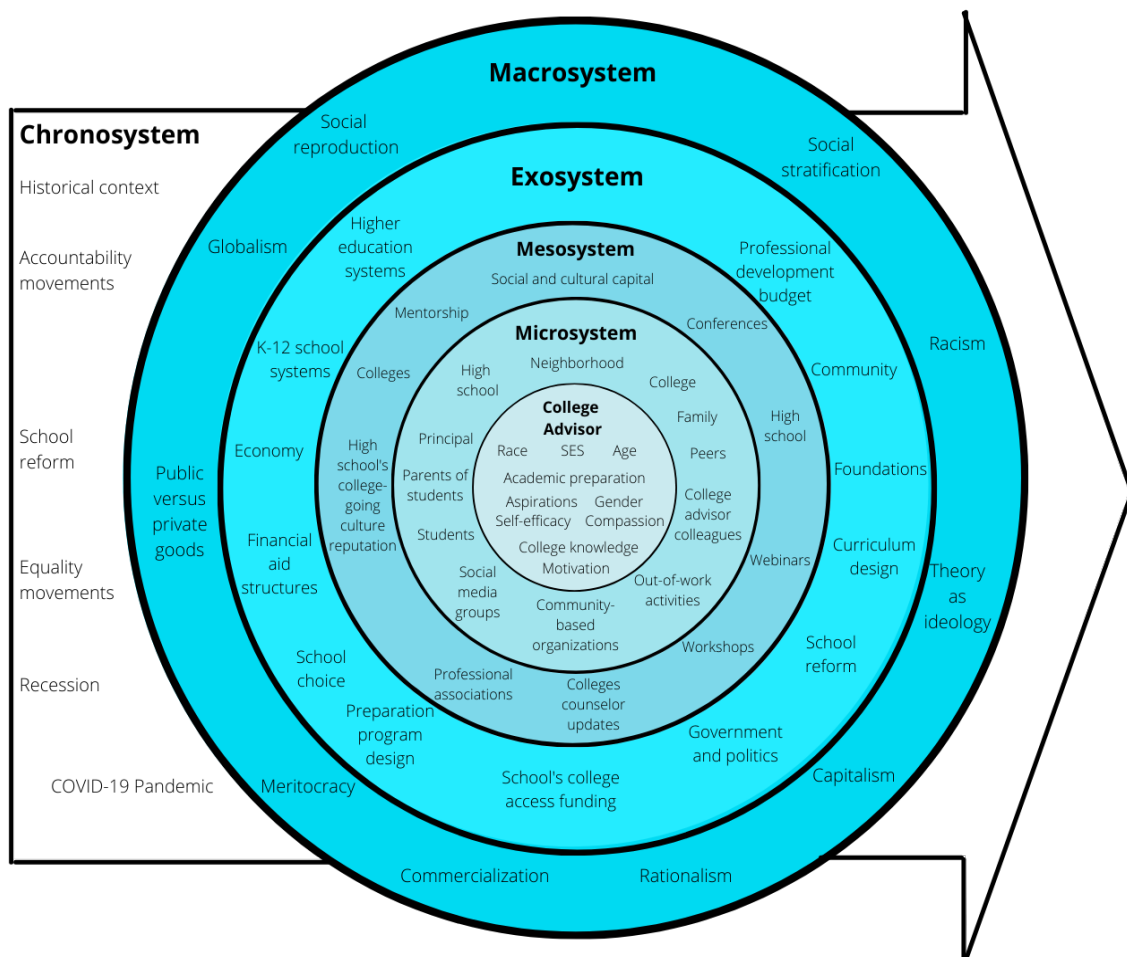 Chronosystem
Historical context
Accountability
movements
School
reform
Equality
movements
Recession
COVID-19 Pandemic
Macrosystem
Social
reproduction
Social
stratification
Globalism
Racism
Public
versus
private
goods
Theory
as
ideology
Meritocracy
Capitalism
Commercialization
Rationalism
Exosystem
Higher
education
systems
Professional
development
budget
K-12 school
systems
Community
Economy
Foundations
Financial
aid
structures
Curriculum
design
School
choice
School
reform
Preparation
program
design
Government
and politics
School's college
access funding
Mesosystem
Social and cultural capital
Mentorship
Conferences
Colleges
High
school
High
school's
college-
going
culture
reputation
Webinars
Workshops
Professional
associations
Colleges
counselor
updates
Microsystem
Neighborhood
High
school
College
Family
Principal
Peers
Parents of
students
College
advisor
colleagues
Students
Social
media
groups
Out-of-work
activities
Community-
based
organizations
College
Advisor
Race SES Age
Academic preparation
Aspirations Gender
Self-efficacy Compassion
College knowledge
Motivation